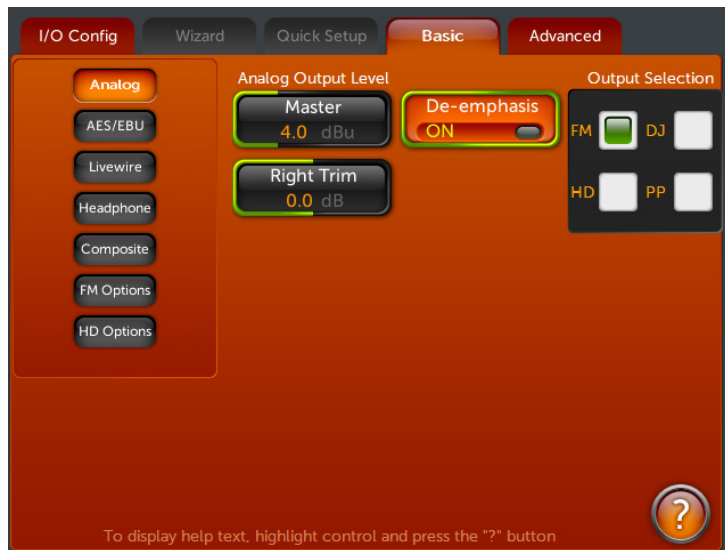 I/O Config
Wizard
Quick Setup
Basic
Advanced
Analog
AES/EBU
Livewire
Headphone
Composite
FM Options
HD Options
Analog Output Level
Master
4.0 dBu
Right Trim
0.0 dB
De-emphasis
ON
Output Selection
FM
DJ
HD
PP
To display help text, highlight control and press the "?" button
?